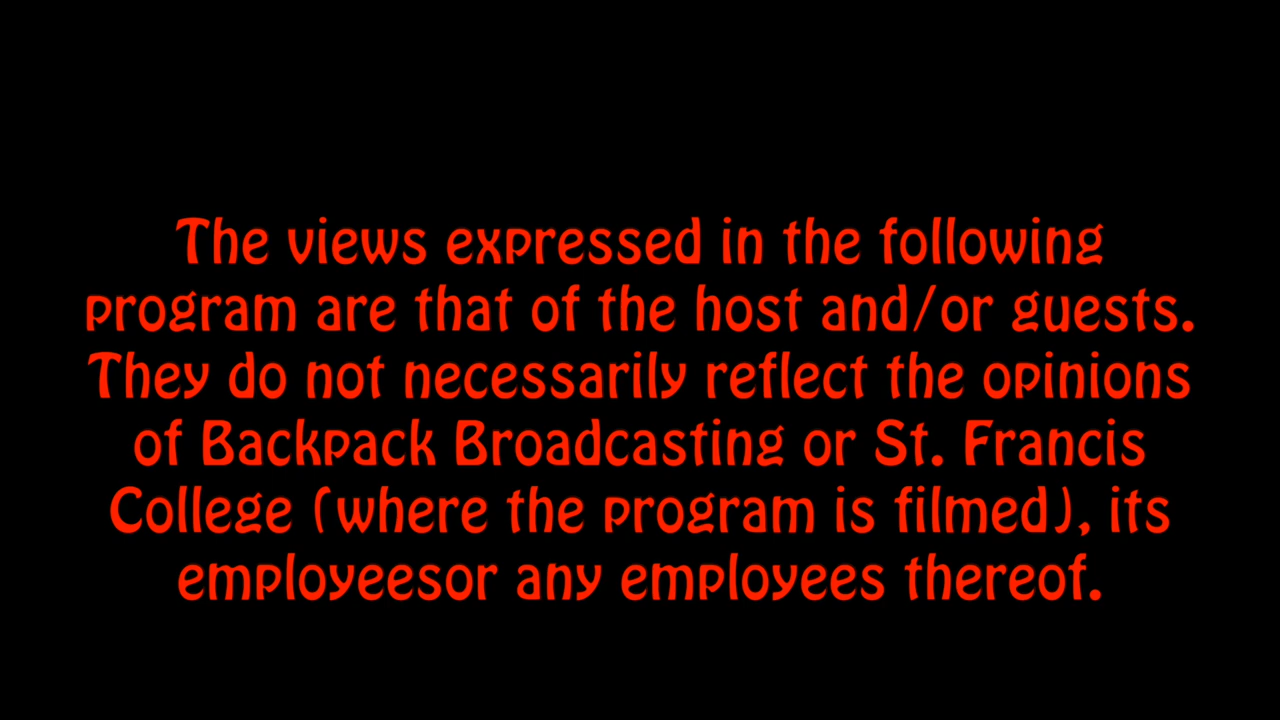 The views expressed in the following
program are that of the host and/or guests.
They do not necessarily reflect the opinions
of Backpack Broadcasting or St. Francis
College (where the program is filmed), its
employeesor any employees thereof.